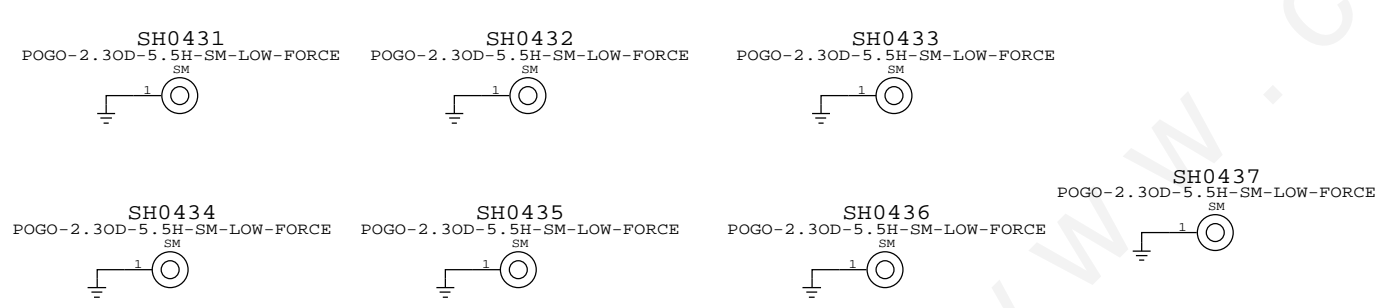 SH0431
POGO-2.3OD-5.5H-SM-LOW-FORCE
SM
1
SH0432
POGO-2.3OD-5.5H-SM-LOW-FORCE
SM
1
SH0433
POGO-2.3OD-5.5H-SM-LOW-FORCE
SM
1
SH0434
POGO-2.3OD-5.5H-SM-LOW-FORCE
SM
1
SH0435
POGO-2.3OD-5.5H-SM-LOW-FORCE
SM
1
SH0436
POGO-2.3OD-5.5H-SM-LOW-FORCE
SM
1
SH0437
POGO-2.3OD-5.5H-SM-LOW-FORCE
SM
1
w w w . c